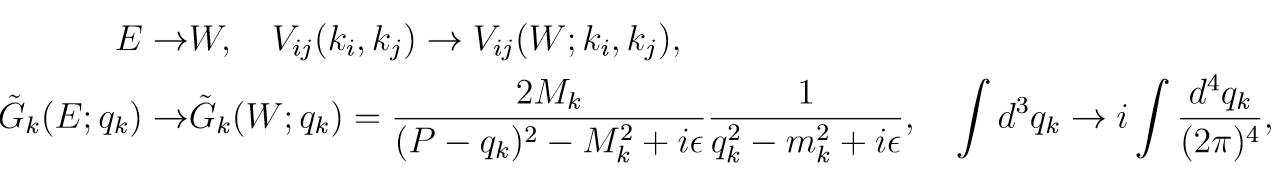 E → W, V_{ij}(k_i, k_j) → V_{ij}(W; k_i, k_j),
\tilde{G}_k(E; q_k) → \tilde{G}_k(W; q_k) = \frac{2M_k}{(P − q_k)^2 − M_k^2 + iϵ} \frac{1}{q_k^2 − m_k^2 + iϵ}, ∫ d^3q_k → i ∫ \frac{d^4q_k}{(2π)^4},